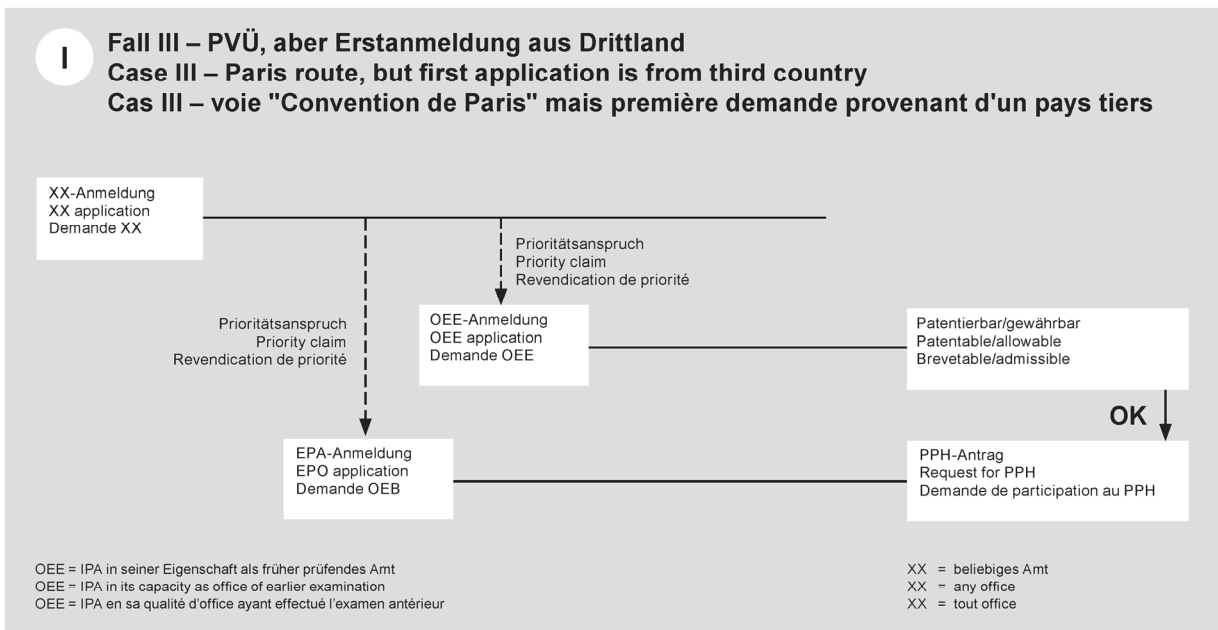 I
Fall III – PVÜ, aber Erstanmeldung aus Drittland
Case III – Paris route, but first application is from third country
Cas III – voie "Convention de Paris" mais première demande provenant d'un pays tiers
XX-Anmeldung
XX application
Demande XX
Prioritätsanspruch
Priority claim
Revendication de priorité
Prioritätsanspruch
Priority claim
Revendication de priorité
OEE-Anmeldung
OEE application
Demande OEE
Patentierbar/gewährbar
Patentable/allowable
Brevetable/admissible
OK
EPA-Anmeldung
EPO application
Demande OEB
PPH-Antrag
Request for PPH
Demande de participation au PPH
OEE = IPA in seiner Eigenschaft als früher prüfendes Amt
OEE = IPA in its capacity as office of earlier examination
OEE = IPA en sa qualité d'office ayant effectué l'examen antérieur
XX = beliebiges Amt
XX = any office
XX = tout office